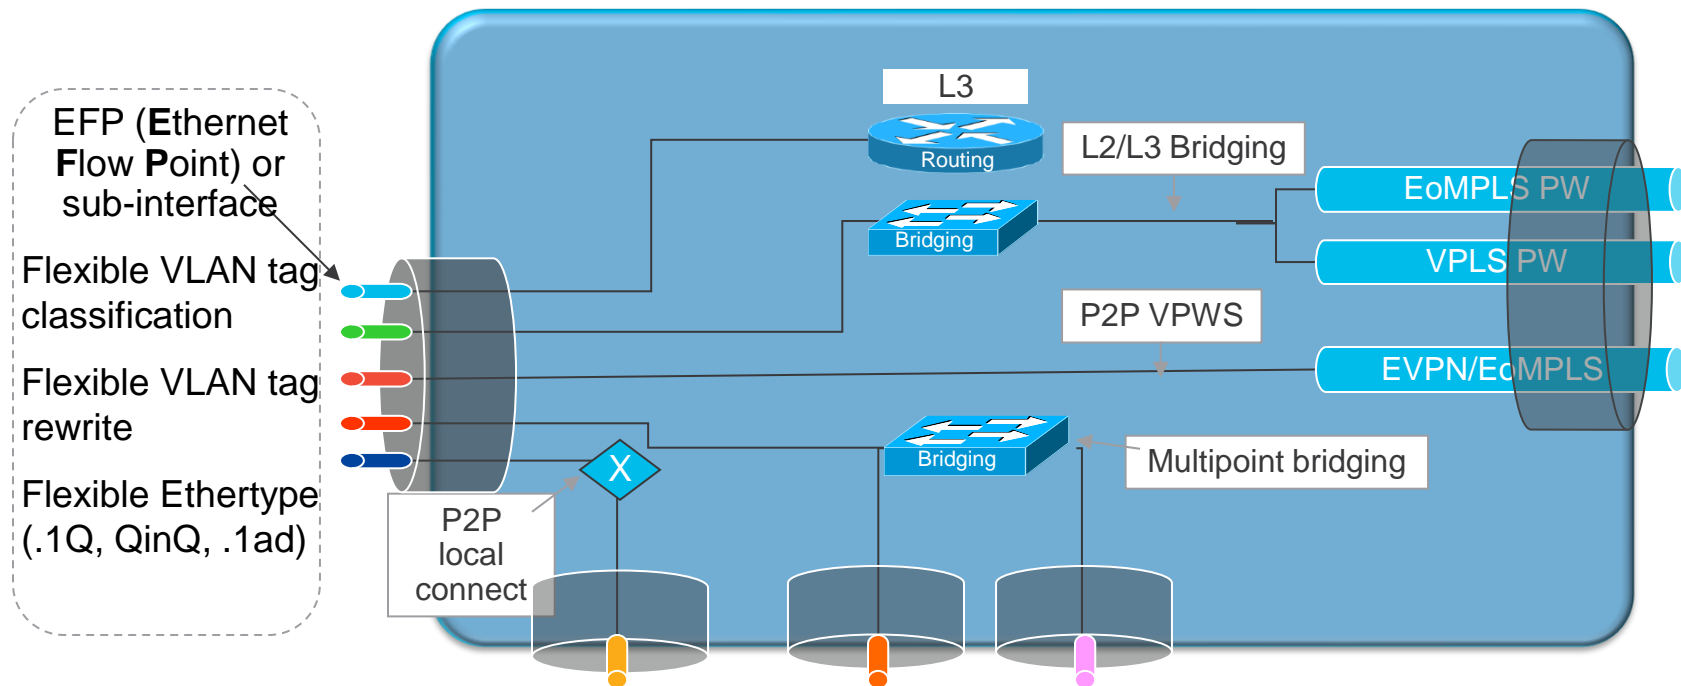 EFP (Ethernet
Flow Point) or
sub-interface
Flexible VLAN tag
classification
Flexible VLAN tag
rewrite
Flexible Ethertype
(.1Q, QinQ, .1ad)
L3
Routing
L2/L3 Bridging
EoMPLS PW
Bridging
VPLS PW
P2P VPWS
EVPN/EoMPLS
Bridging
Multipoint bridging
X
P2P
local
connect